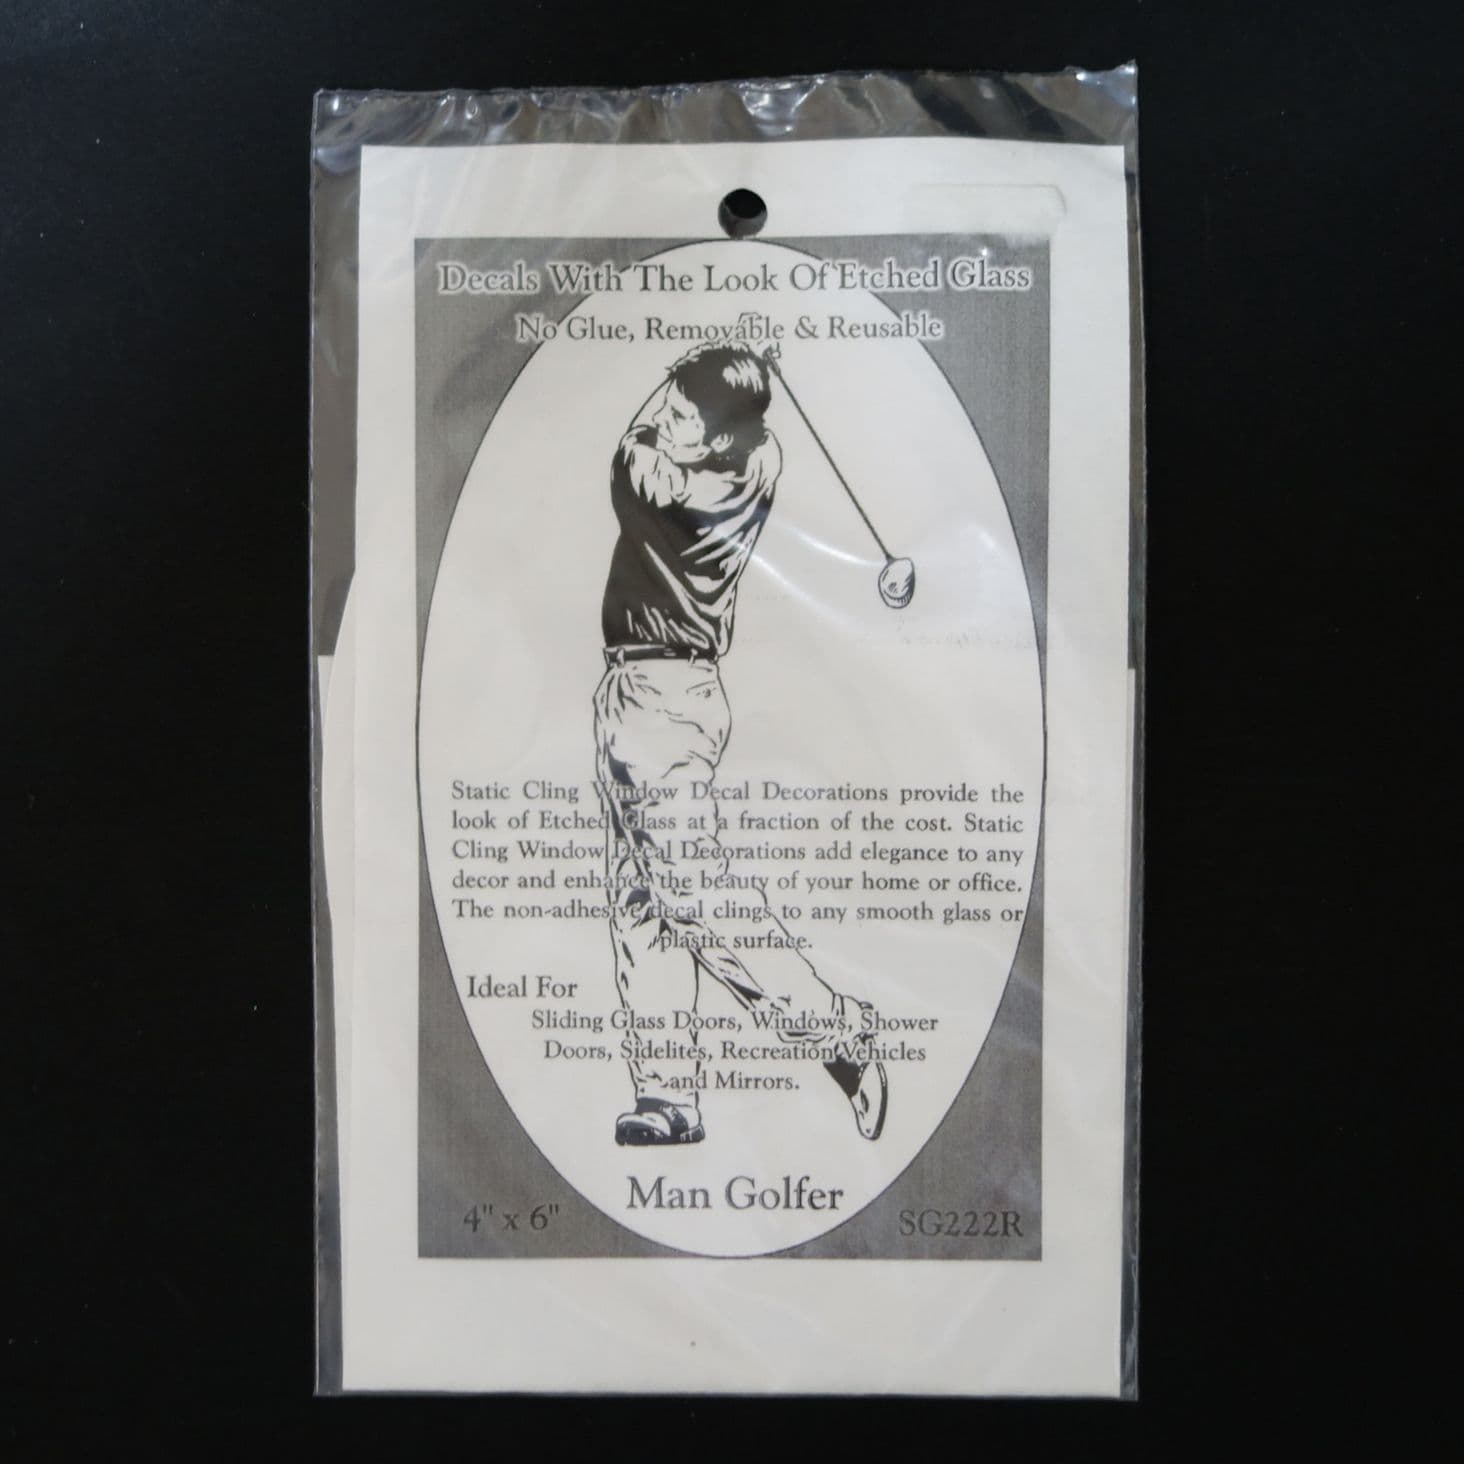 Decals With The Look Of Etched Glass
No Glue, Removable & Reusable
Static Cling Window Decal Decorations provide the
look of Etched Glass at a fraction of the cost. Static
Cling Window Decal Decorations add elegance to any
decor and enhance the beauty of your home or office.
The non-adhesive decal clings to any smooth glass or
plastic surface.
Ideal For
Sliding Glass Doors, Windows, Shower
Doors, Sidelites, Recreation Vehicles
and Mirrors.
Man Golfer
4" x 6"
SG222R